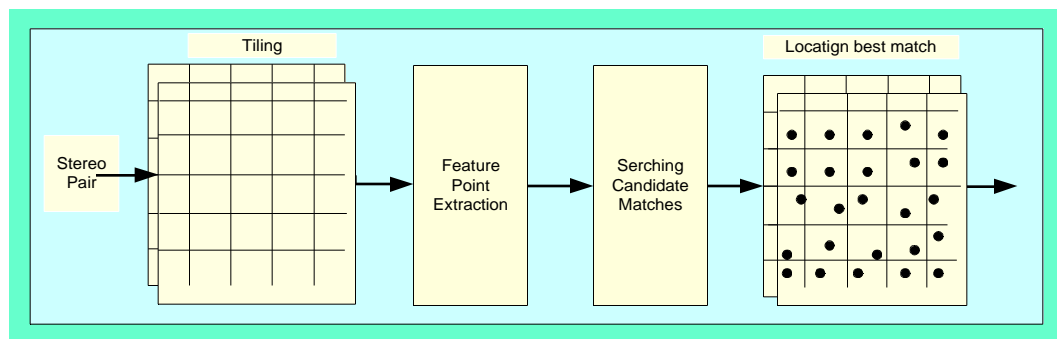 Tiling
Locatign best match
Stereo
Pair
Feature
Point
Extraction
Serching
Candidate
Matches